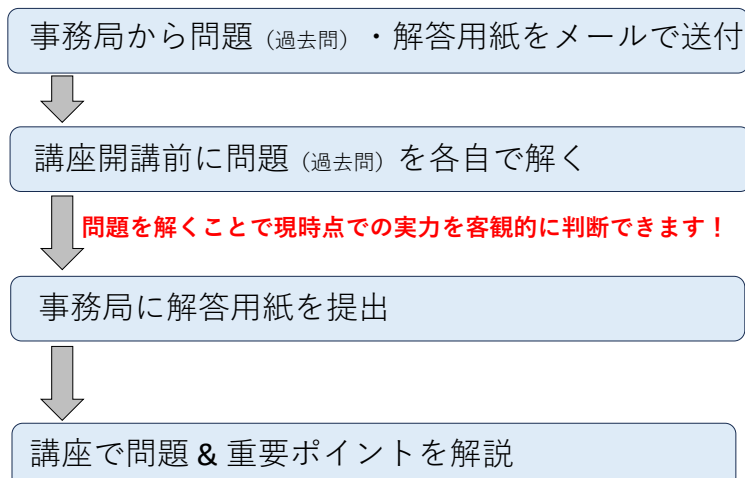 事務局から問題（過去問）・解答用紙をメールで送付
講座開講前に問題（過去問）を各自で解く
問題を解くことで現時点での実力を客観的に判断できます！
事務局に解答用紙を提出
講座で問題 & 重要ポイントを解説